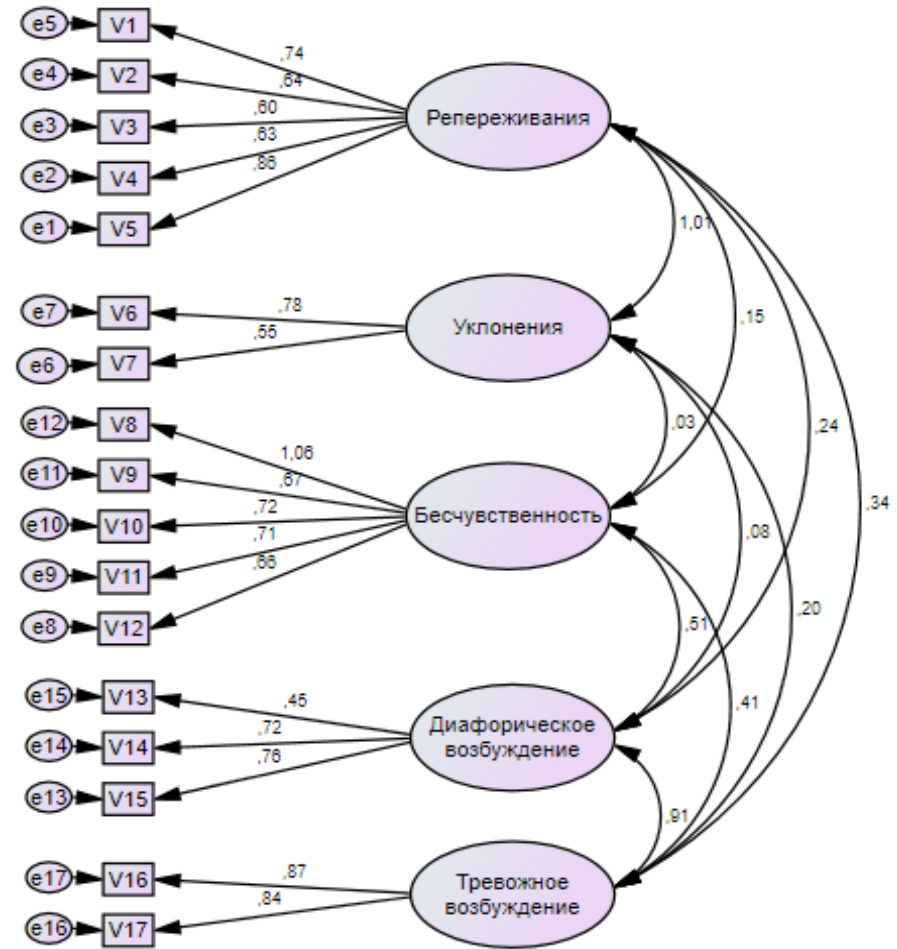 e5 V1
,74
e4 V2
,64
e3 V3
,60
e2 V4
,63
e1 V5
,86
Репереживания
1,01
e7 V6
,78
e6 V7
,55
Уклонения
,15
,03
,24
e12 V8
1,06
e11 V9
,67
e10 V10
,72
e9 V11
,71
e8 V12
,66
Бесчувственность
,34
,08
,20
,51
,41
e15 V13
,45
e14 V14
,72
e13 V15
,76
Диафорическое
возбуждение
,91
e17 V16
,87
e16 V17
,84
Тревожное
возбуждение